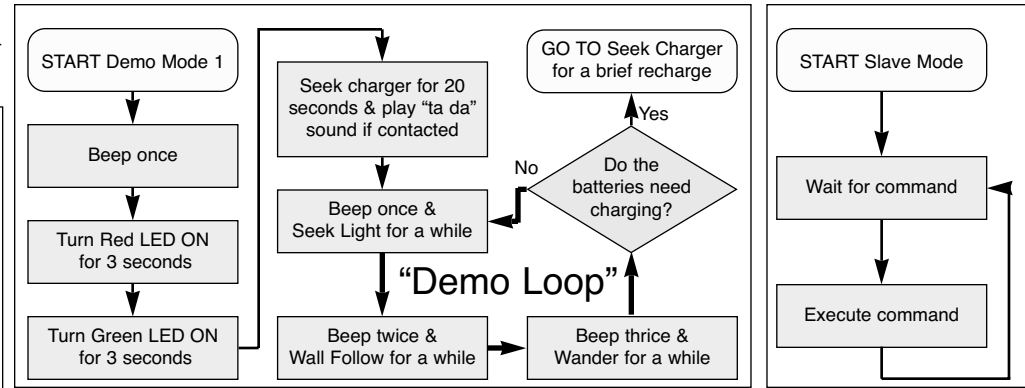 START Demo Mode 1
Beep once
Turn Red LED ON
for 3 seconds
Turn Green LED ON
for 3 seconds
Seek charger for 20
seconds & play “ta da”
sound if contacted
Beep once &
Seek Light for a while
“Demo Loop”
Beep twice &
Wall Follow for a while
Beep thrice &
Wander for a while
Do the
batteries need
charging?
No
Yes
GO TO Seek Charger
for a brief recharge
START Slave Mode
Wait for command
Execute command